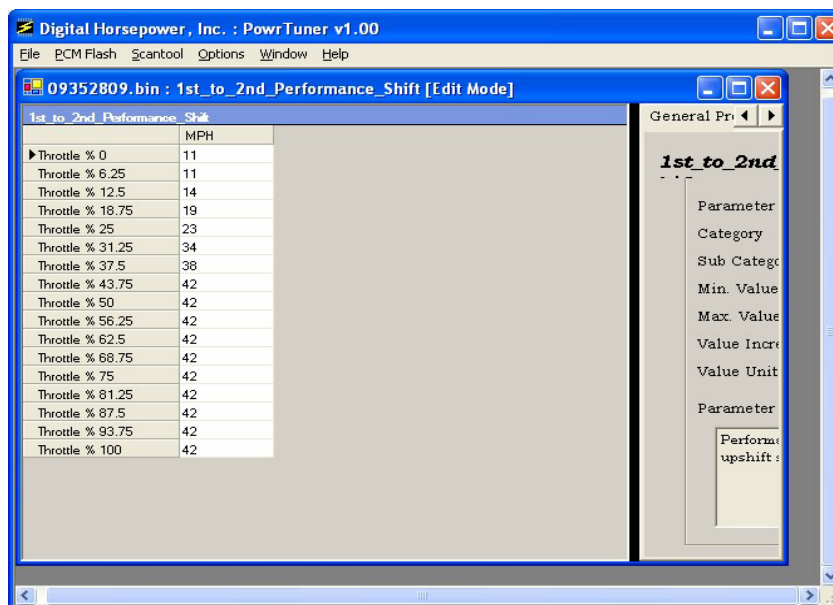 Digital Horsepower, Inc. : PowrTuner v1.00
File PCM Flash Scantool Options Window Help
09352809.bin : 1st_to_2nd_Performance_Shift [Edit Mode]
1st_to_2nd_Performance_Shift
MPH
Throttle % 0 11
Throttle % 6.25 11
Throttle % 12.5 14
Throttle % 18.75 19
Throttle % 25 23
Throttle % 31.25 34
Throttle % 37.5 38
Throttle % 43.75 42
Throttle % 50 42
Throttle % 56.25 42
Throttle % 62.5 42
Throttle % 68.75 42
Throttle % 75 42
Throttle % 81.25 42
Throttle % 87.5 42
Throttle % 93.75 42
Throttle % 100 42
General Pr
1st_to_2nd_
Parameter
Category
Sub Catego
Min. Value
Max. Value
Value Incre
Value Unit
Parameter
Performa
upshift s